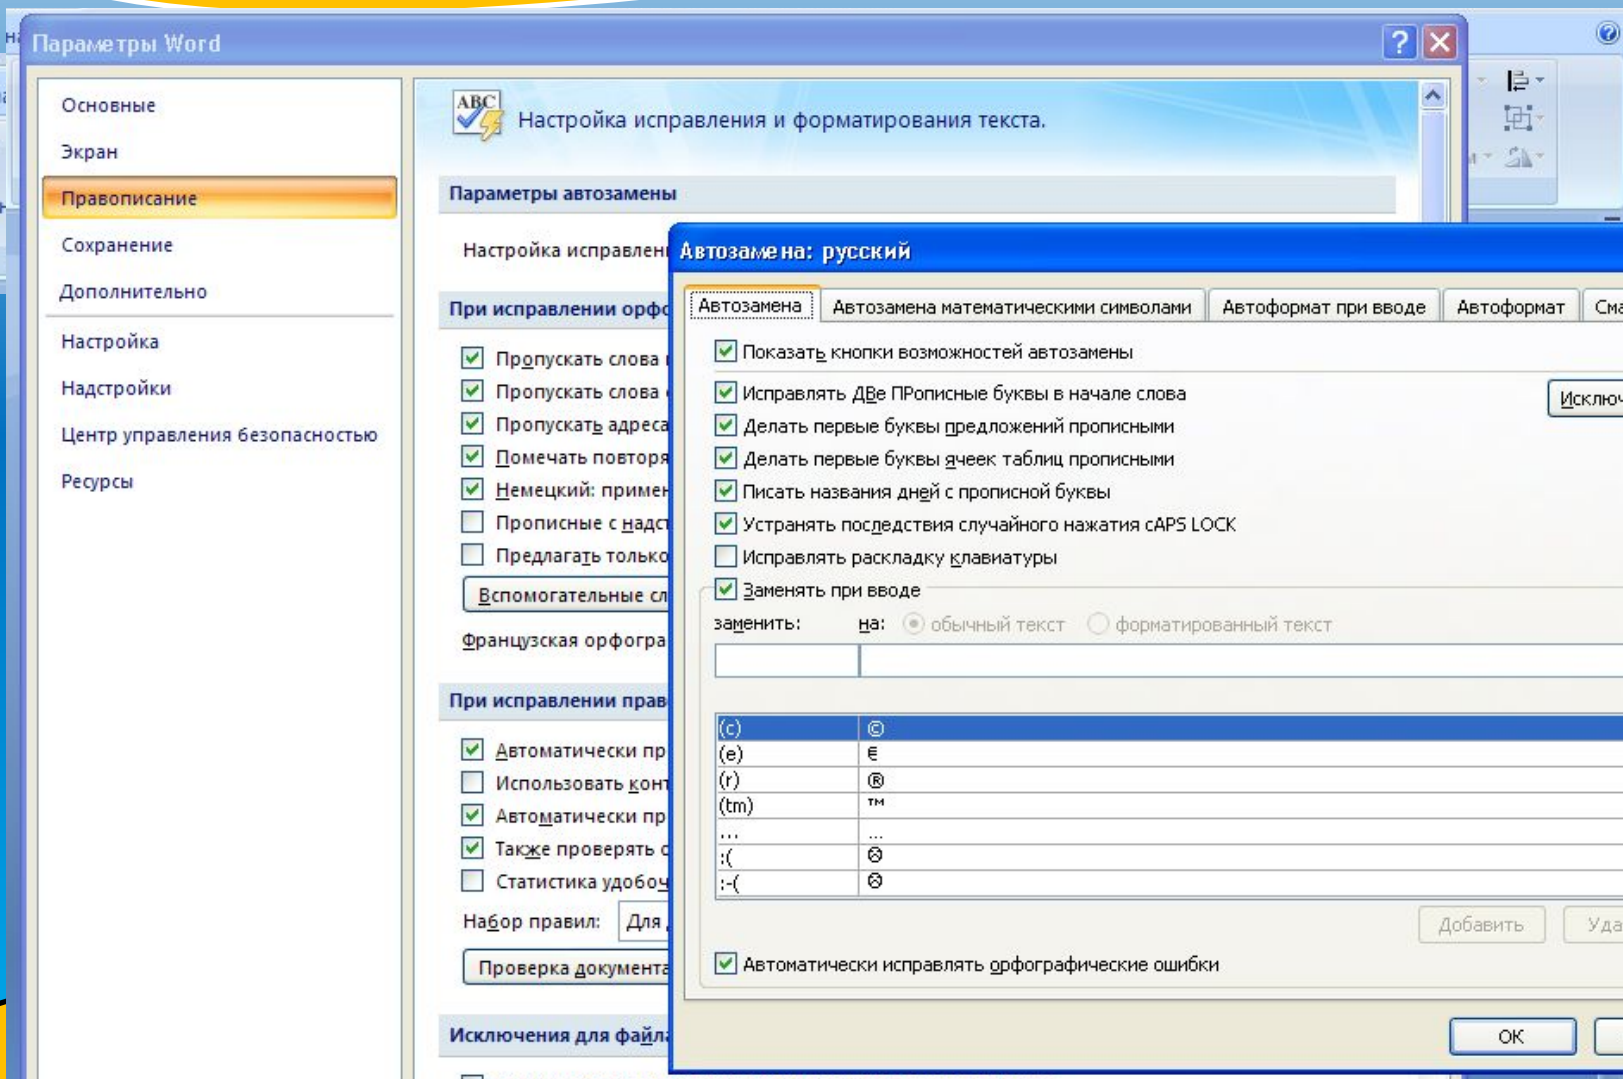 Параметры Word
Основные
Экран
Правописание
Сохранение
Дополнительно
Настройка
Надстройки
Центр управления безопасностью
Ресурсы
ABC
Настройка исправления и форматирования текста.
Параметры автозамены
Настройка исправлен
При исправлении орфо
Пропускать слова
Пропускать слова
Пропускать адреса
Помечать повторя
Немецкий: примен
Прописные с надст
Предлагать только
Вспомогательные сл
Французская орфогра
При исправлении прав
Автоматически пр
Использовать конт
Автоматически пр
Также проверять о
Статистика удобоч
Набор правил: Для
Проверка документа
Исключения для файла
Автозамена: русский
Автозамена
Автозамена математическими символами
Автоформат при вводе
Автоформат
Сма
Показать кнопки возможностей автозамены
Исправлять ДВе ПРописные буквы в начале слова
Исключ
Делать первые буквы предложений прописными
Делать первые буквы ячеек таблиц прописными
Писать названия дней с прописной буквы
Устранять последствия случайного нажатия cAPS LOCK
Исправлять раскладку клавиатуры
Заменять при вводе
заменить: на: обычный текст форматированный текст
(c) ©
(e) €
(r) ®
(tm) ™
... …
:( ☹
:-( ☹
Добавить
Уда
Автоматически исправлять орфографические ошибки
ОК